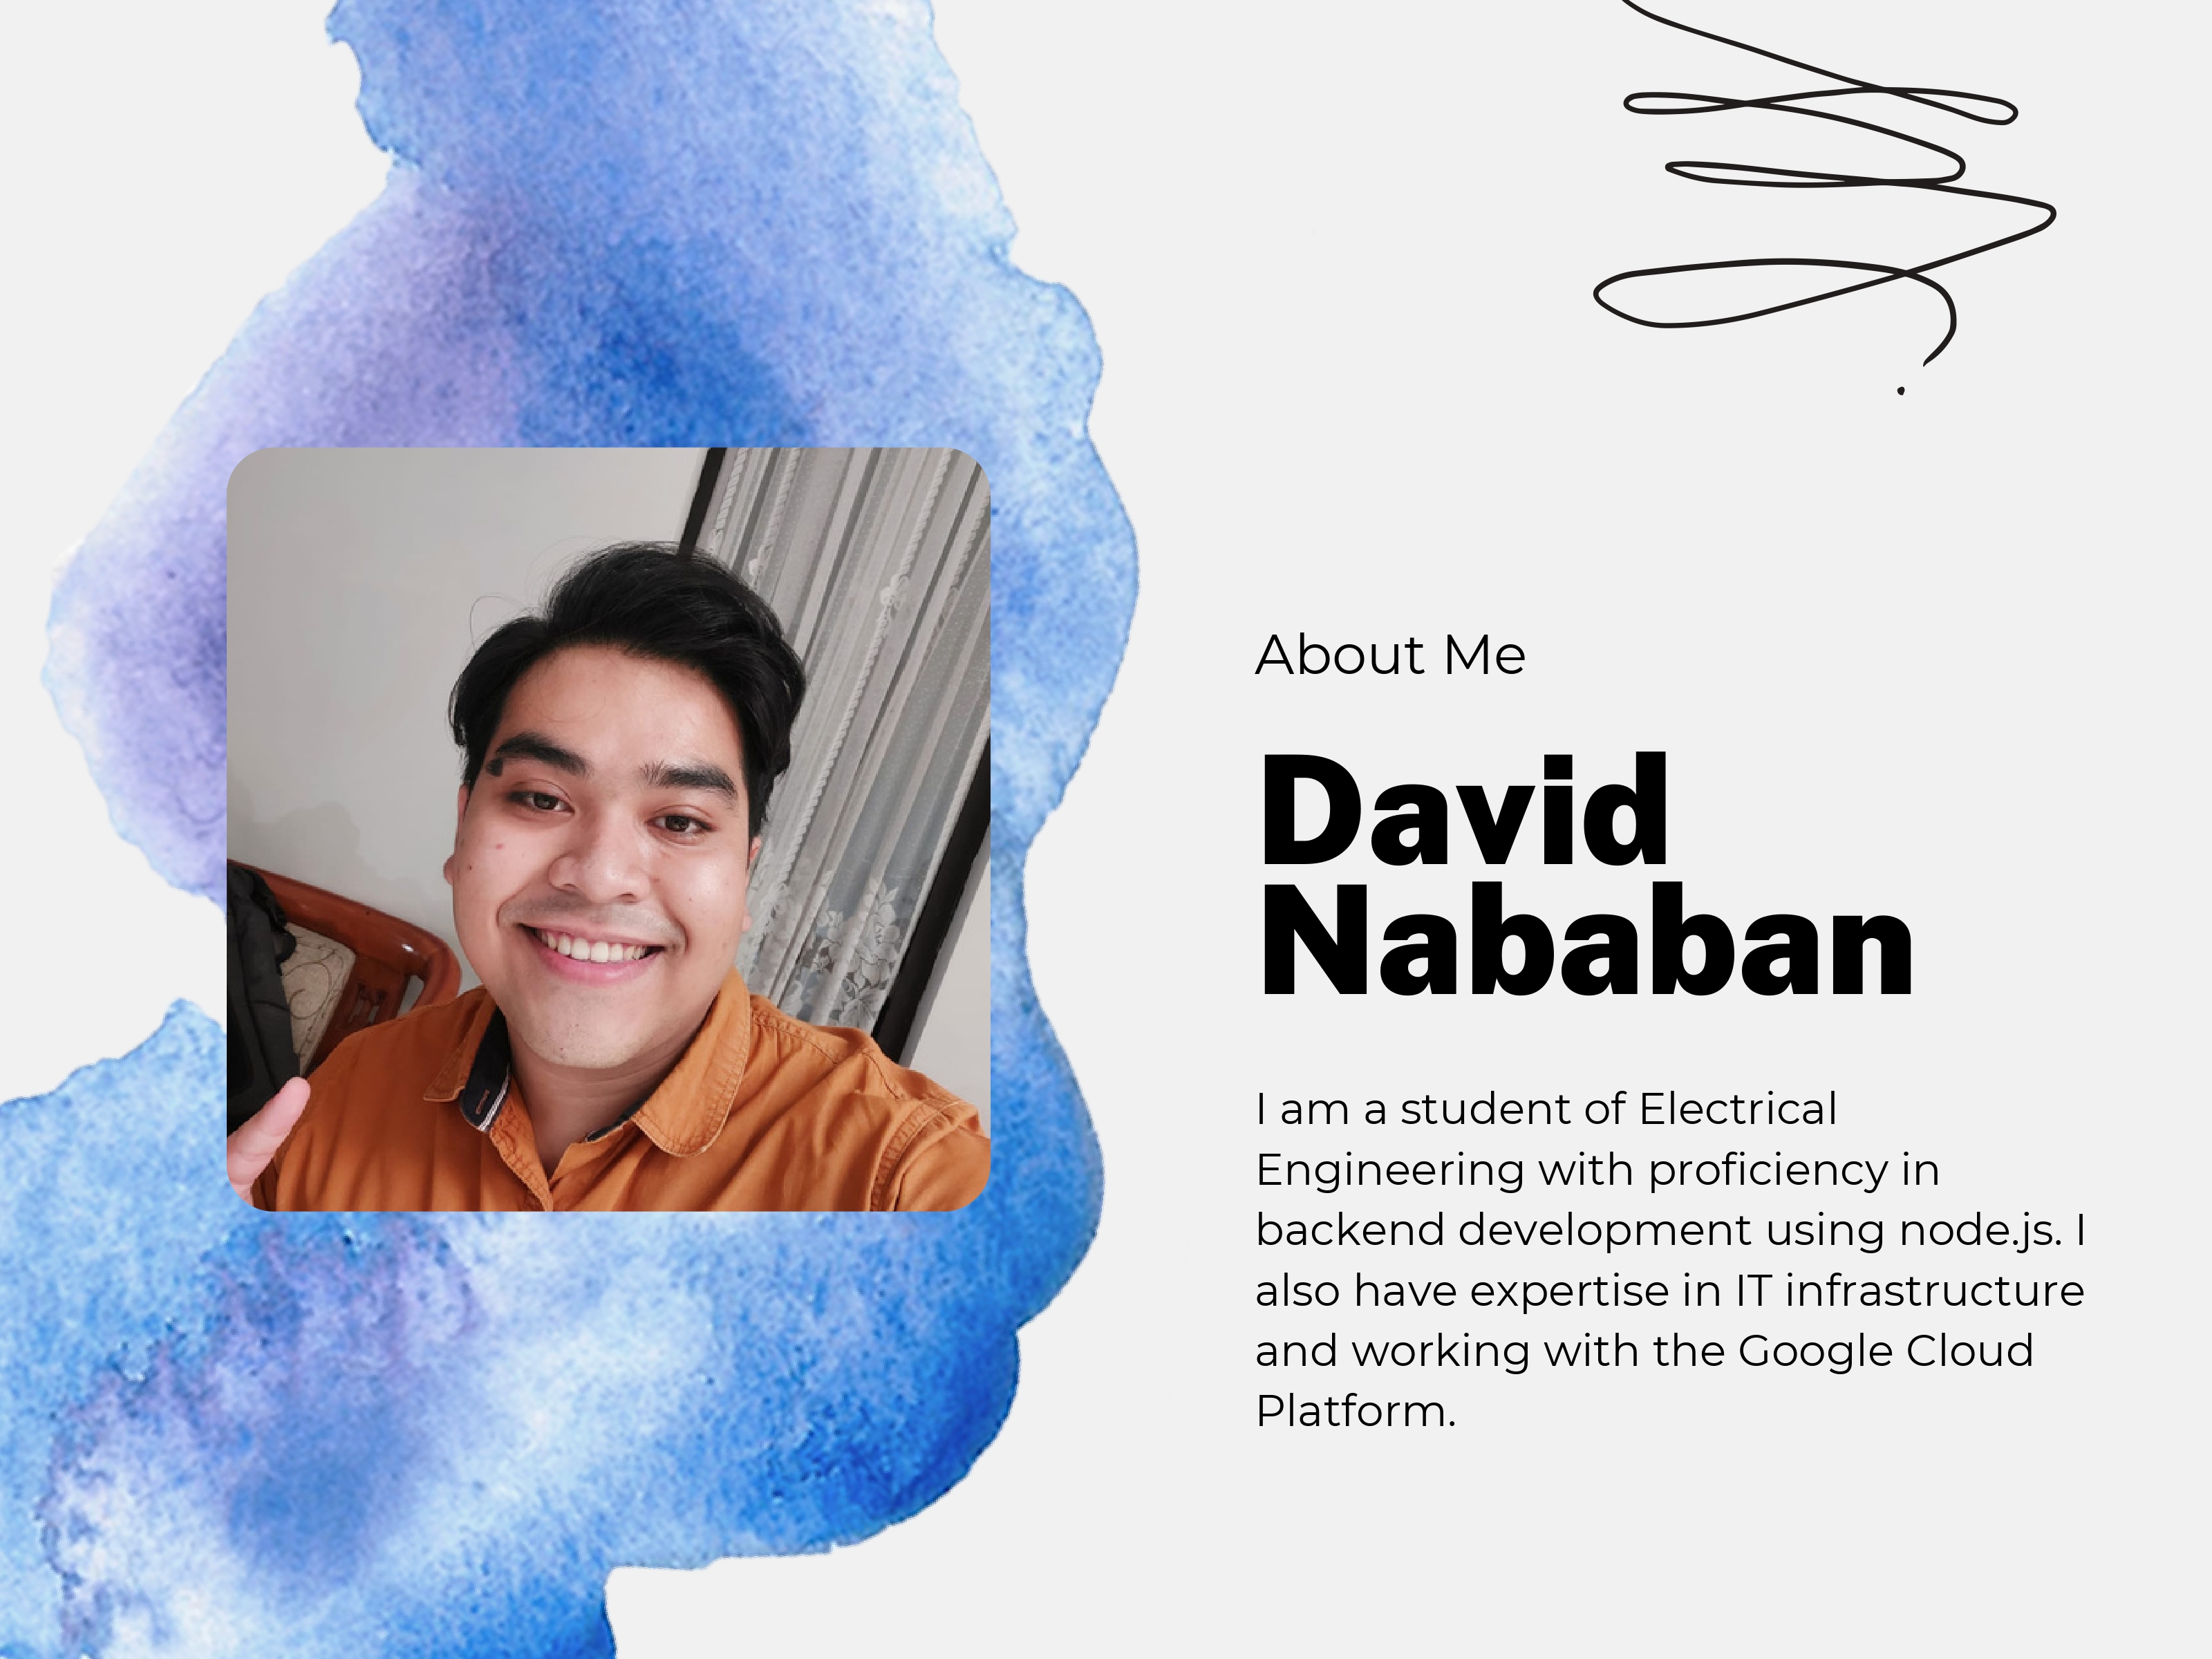 About Me
David
Nababan
I am a student of Electrical
Engineering with proficiency in
backend development using node.js. I
also have expertise in IT infrastructure
and working with the Google Cloud
Platform.